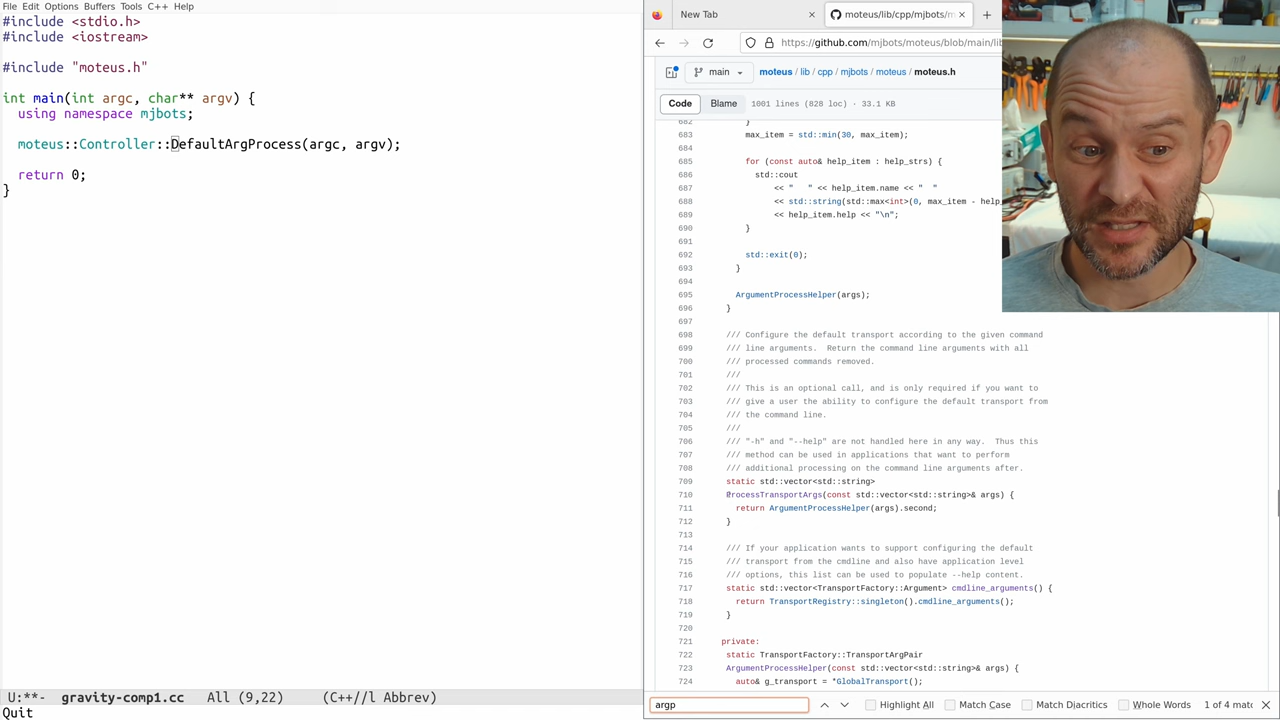 File Edit Options Buffers Tools C++ Help
#include <stdio.h>
#include <iostream>
#include "moteus.h"
int main(int argc, char** argv) {
using namespace mjbots;
moteus::Controller::DefaultArgProcess(argc, argv);
return 0;
}
U:**- gravity-comp1.cc All (9,22) (C++//l Abbrev)
Quit
New Tab
moteus/lib/cpp/mjbots/m
https://github.com/mjbots/moteus/blob/main/lib
main
moteus / lib / cpp / mjbots / moteus / moteus.h
Code Blame 1001 lines (828 loc) · 33.1 KB
682 }
683 max_item = std::min(30, max_item);
684
685 for (const auto& help_item : help_strs) {
686 std::cout
687 << " " << help_item.name << " "
688 << std::string(std::max<int>(0, max_item - help_
689 << help_item.help << "\n";
690 }
691
692 std::exit(0);
693 }
694
695 ArgumentProcessHelper(args);
696 }
697
698 /// Configure the default transport according to the given command
699 /// line arguments. Return the command line arguments with all
700 /// processed commands removed.
701 ///
702 /// This is an optional call, and is only required if you want to
703 /// give a user the ability to configure the default transport from
704 /// the command line.
705 ///
706 /// "-h" and "--help" are not handled here in any way. Thus this
707 /// method can be used in applications that want to perform
708 /// additional processing on the command line arguments after.
709 static std::vector<std::string>
710 ProcessTransportArgs(const std::vector<std::string>& args) {
711 return ArgumentProcessHelper(args).second;
712 }
713
714 /// If your application wants to support configuring the default
715 /// transport from the cmdline and also have application level
716 /// options, this list can be used to populate --help content.
717 static std::vector<TransportFactory::Argument> cmdline_arguments() {
718 return TransportRegistry::singleton().cmdline_arguments();
719 }
720
721 private:
722 static TransportFactory::TransportArgPair
723 ArgumentProcessHelper(const std::vector<std::string>& args) {
724 auto& g_transport = *GlobalTransport();
argp
Highlight All Match Case Match Diacritics Whole Words 1 of 4 matc